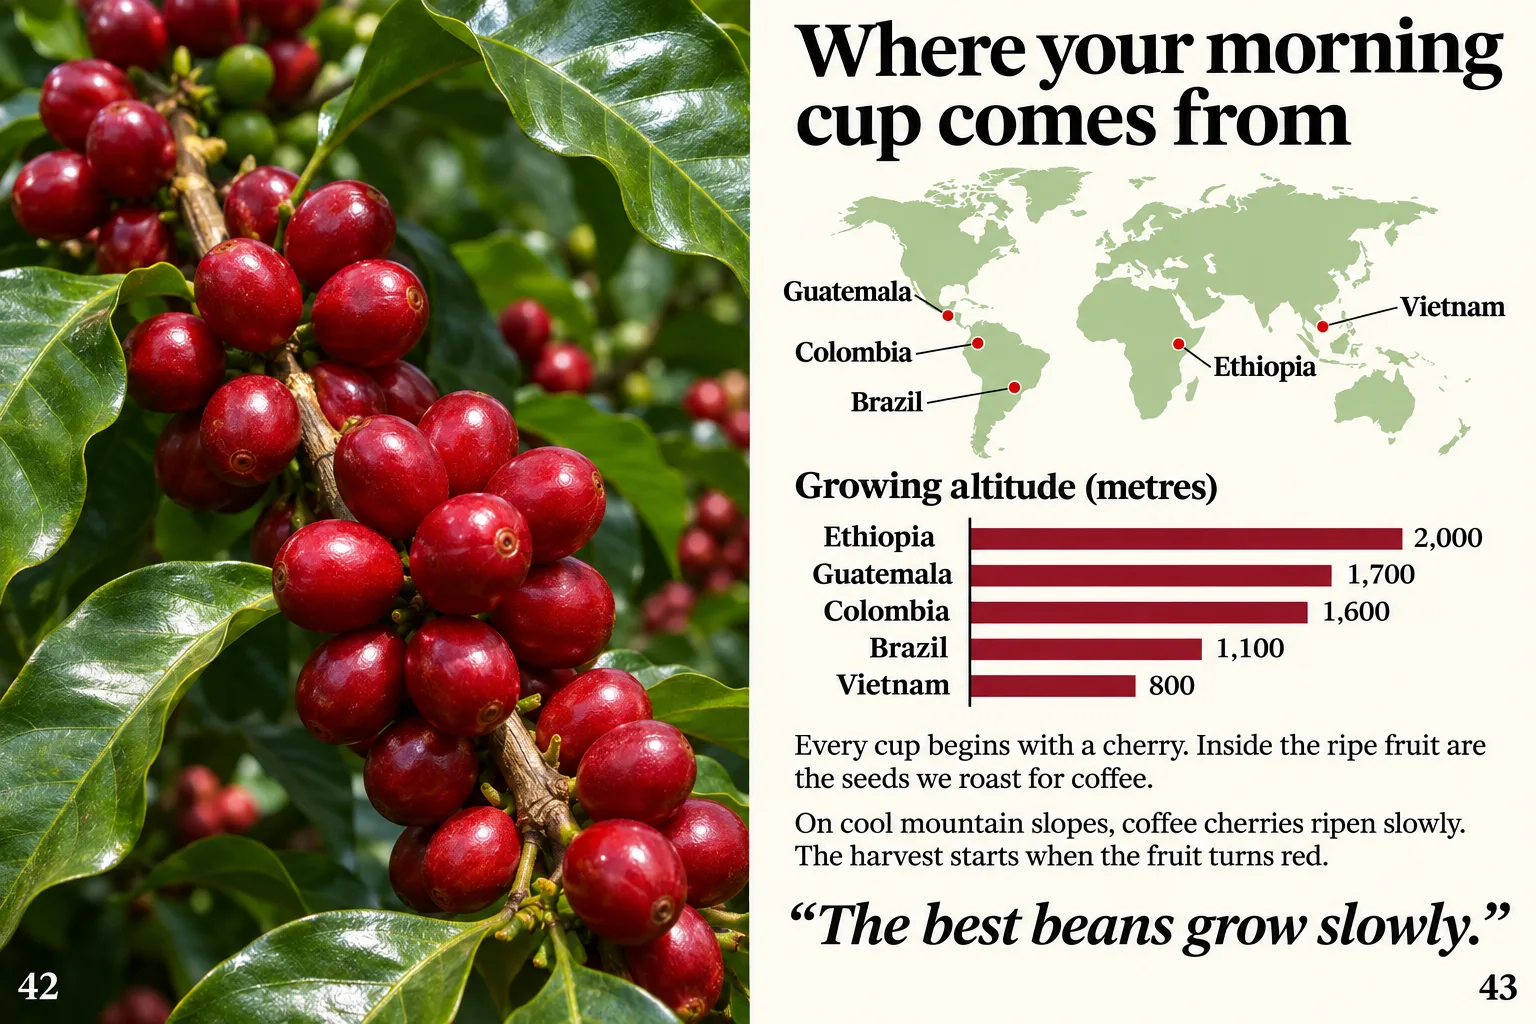 Where your morning
cup comes from
Guatemala
Colombia
Brazil
Vietnam
Ethiopia
Growing altitude (metres)
Ethiopia 2,000
Guatemala 1,700
Colombia 1,600
Brazil 1,100
Vietnam 800
Every cup begins with a cherry. Inside the ripe fruit are
the seeds we roast for coffee.
On cool mountain slopes, coffee cherries ripen slowly.
The harvest starts when the fruit turns red.
“The best beans grow slowly.”
42
43